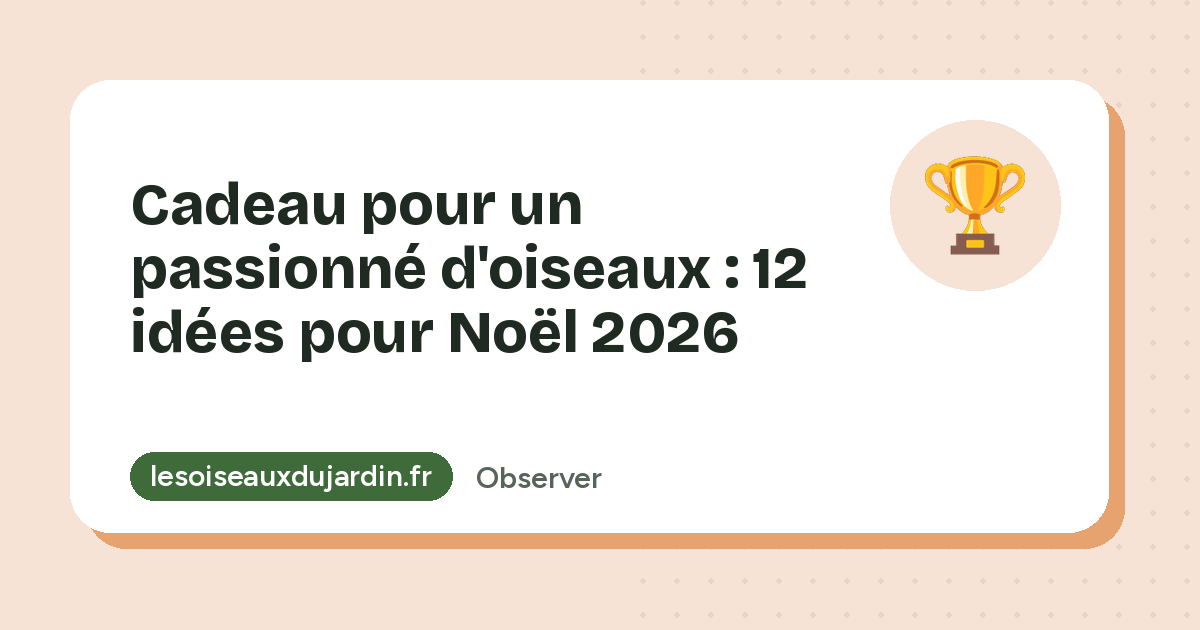 Cadeau pour un
passionné d'oiseaux : 12
idées pour Noël 2026
lesoiseauxdujardin.fr
Observer